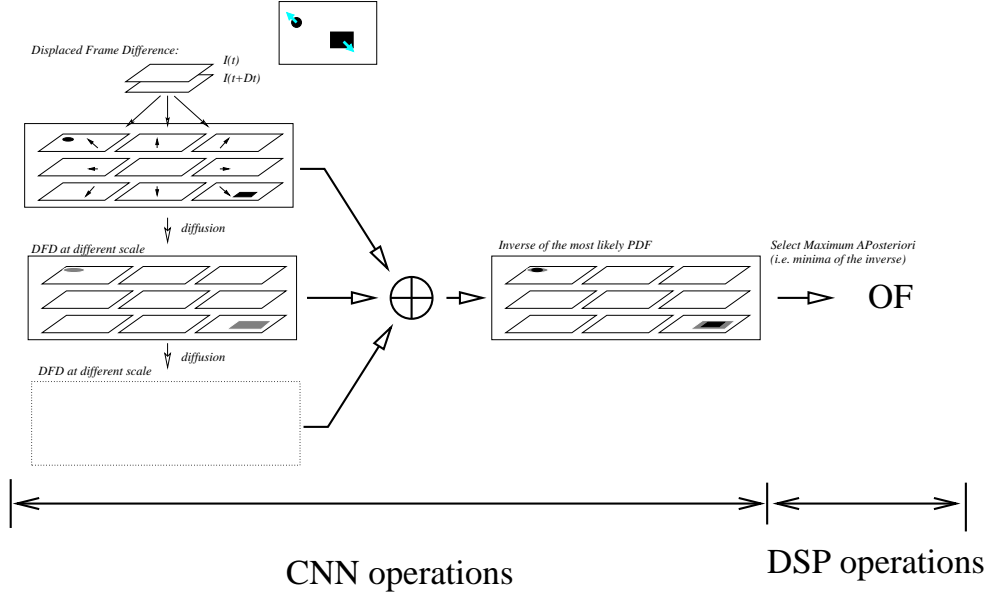 Displaced Frame Difference:
I(t)
I(t+Dt)
diffusion
DFD at different scale
diffusion
DFD at different scale
Inverse of the most likely PDF
Select Maximum APosteriori
(i.e. minima of the inverse)
OF
CNN operations
DSP operations